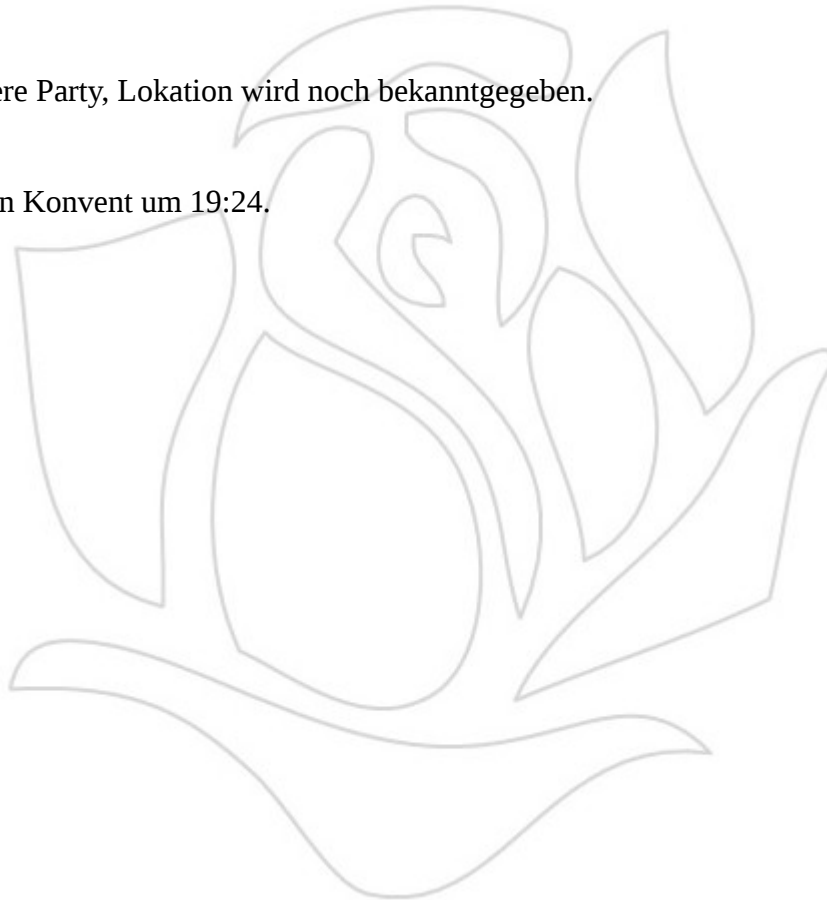 ere Party, Lokation wird noch bekanntgegeben.
n Konvent um 19:24.